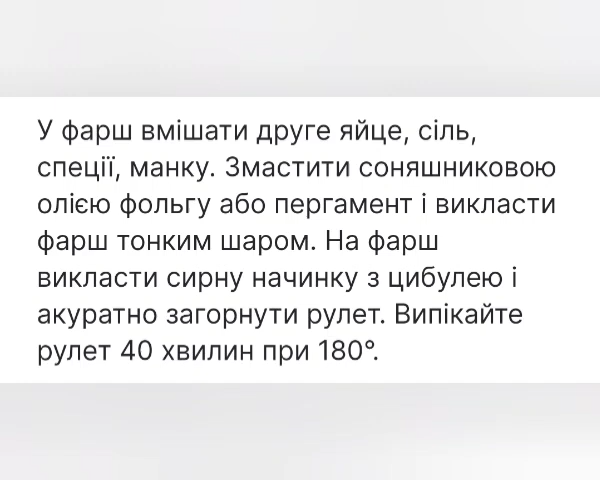 У фарш вмішати друге яйце, сіль,
спеції, манку. Змастити соняшниковою
олією фольгу або пергамент і викласти
фарш тонким шаром. На фарш
викласти сирну начинку з цибулею і
акуратно загорнути рулет. Випікайте
рулет 40 хвилин при 180°.